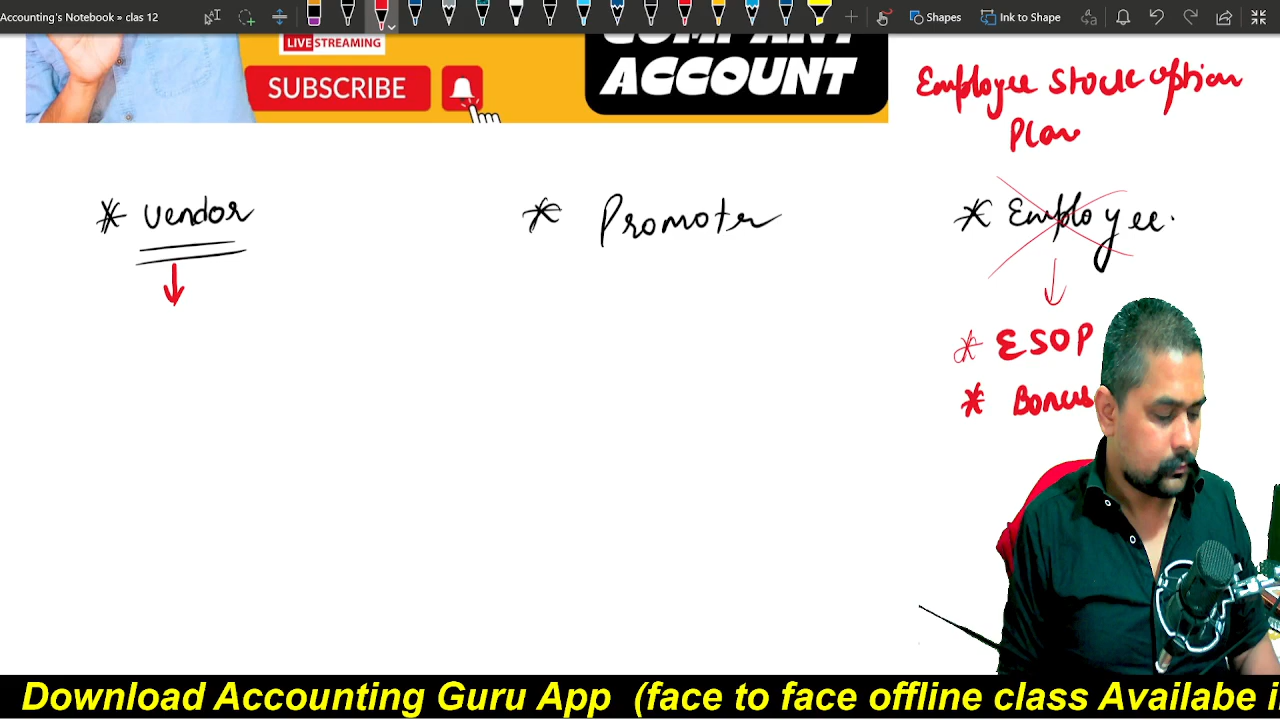 Accounting's Notebook » clas 12
Shapes
Ink to Shape
LIVE STREAMING
SUBSCRIBE
COMPANY
ACCOUNT
Employee Stock option
Plan
* Vendor
* Promoter
* Employee.
* ESOP
* Bonus
Download Accounting Guru App (face to face offline class Availabe i